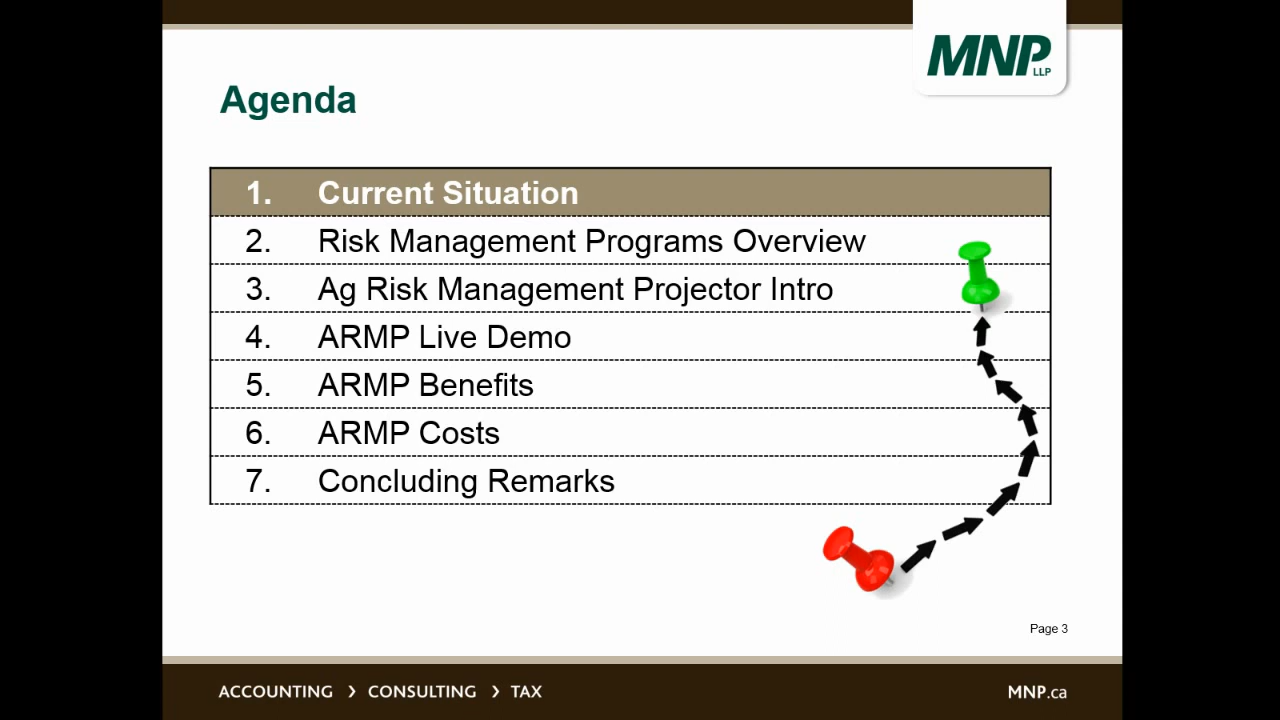 MNP
LLP
Agenda
1. Current Situation
2. Risk Management Programs Overview
3. Ag Risk Management Projector Intro
4. ARMP Live Demo
5. ARMP Benefits
6. ARMP Costs
7. Concluding Remarks
Page 3
ACCOUNTING > CONSULTING > TAX
MNP.ca